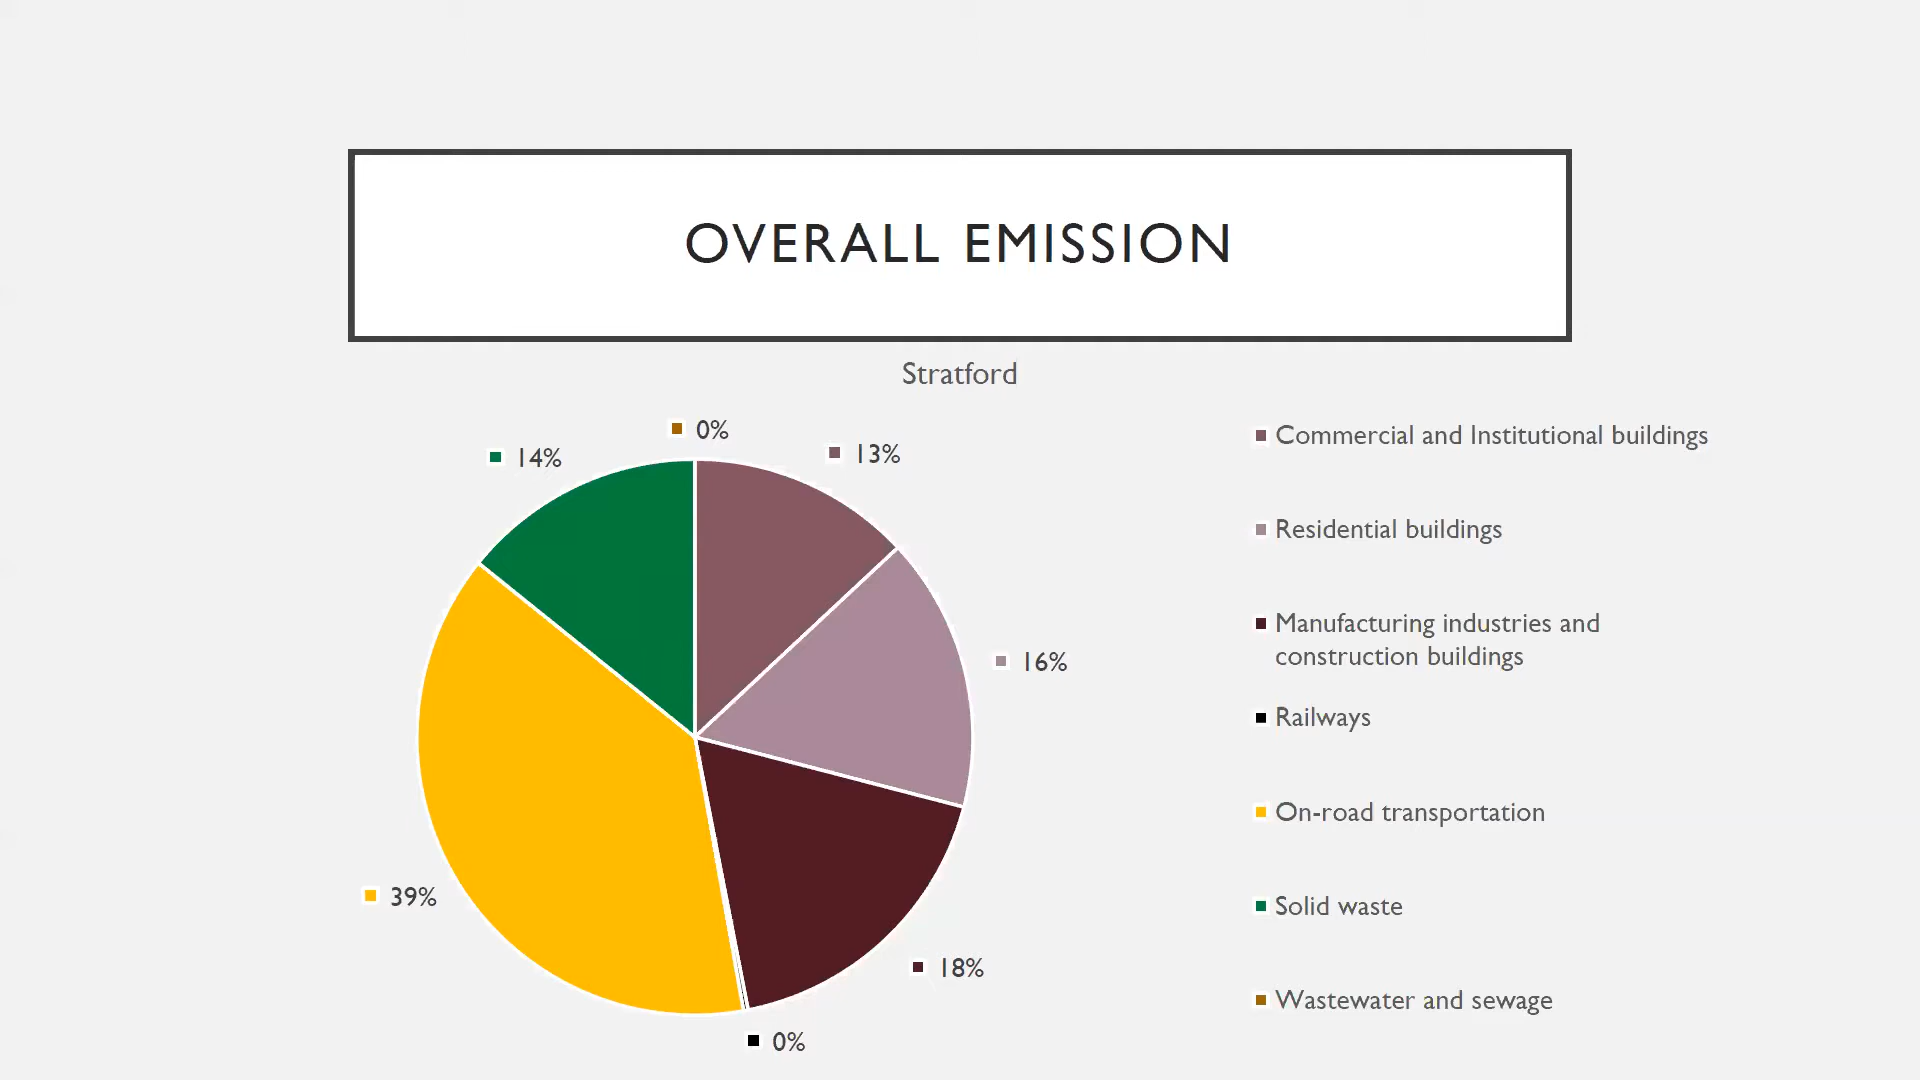 OVERALL EMISSION
Stratford
0%
13%
14%
16%
39%
18%
0%
Commercial and Institutional buildings
Residential buildings
Manufacturing industries and
construction buildings
Railways
On-road transportation
Solid waste
Wastewater and sewage